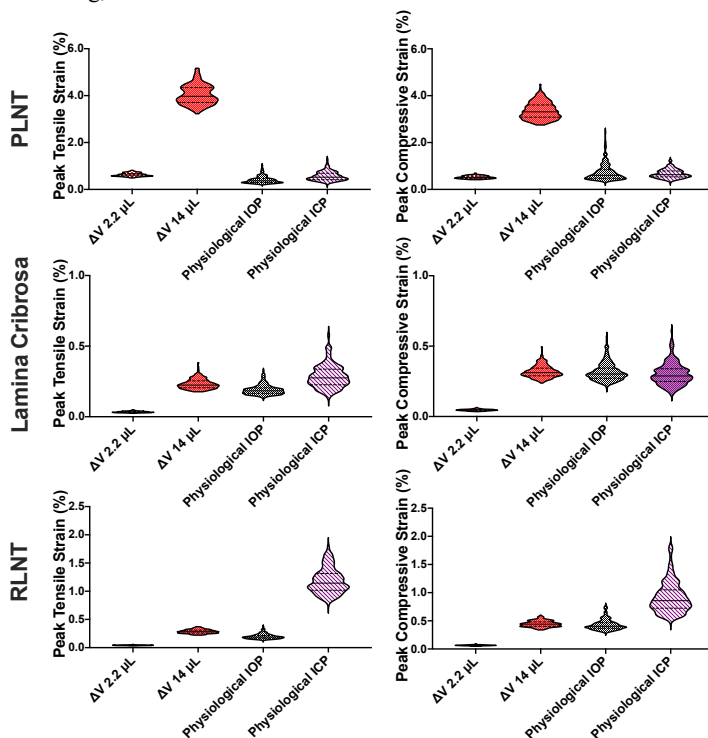 PLNT
Peak Tensile Strain (%)
6.0
4.0
2.0
0.0
ΔV 2.2 µL
ΔV 14 µL
Physiological IOP
Physiological ICP
Peak Compressive Strain (%)
6.0
4.0
2.0
0.0
ΔV 2.2 µL
ΔV 14 µL
Physiological IOP
Physiological ICP
Lamina Cribrosa
Peak Tensile Strain (%)
1.0
0.5
0.0
ΔV 2.2 µL
ΔV 14 µL
Physiological IOP
Physiological ICP
Peak Compressive Strain (%)
1.0
0.5
0.0
ΔV 2.2 µL
ΔV 14 µL
Physiological IOP
Physiological ICP
RLNT
Peak Tensile Strain (%)
2.5
2.0
1.5
1.0
0.5
0.0
ΔV 2.2 µL
ΔV 14 µL
Physiological IOP
Physiological ICP
Peak Compressive Strain (%)
2.5
2.0
1.5
1.0
0.5
0.0
ΔV 2.2 µL
ΔV 14 µL
Physiological IOP
Physiological ICP